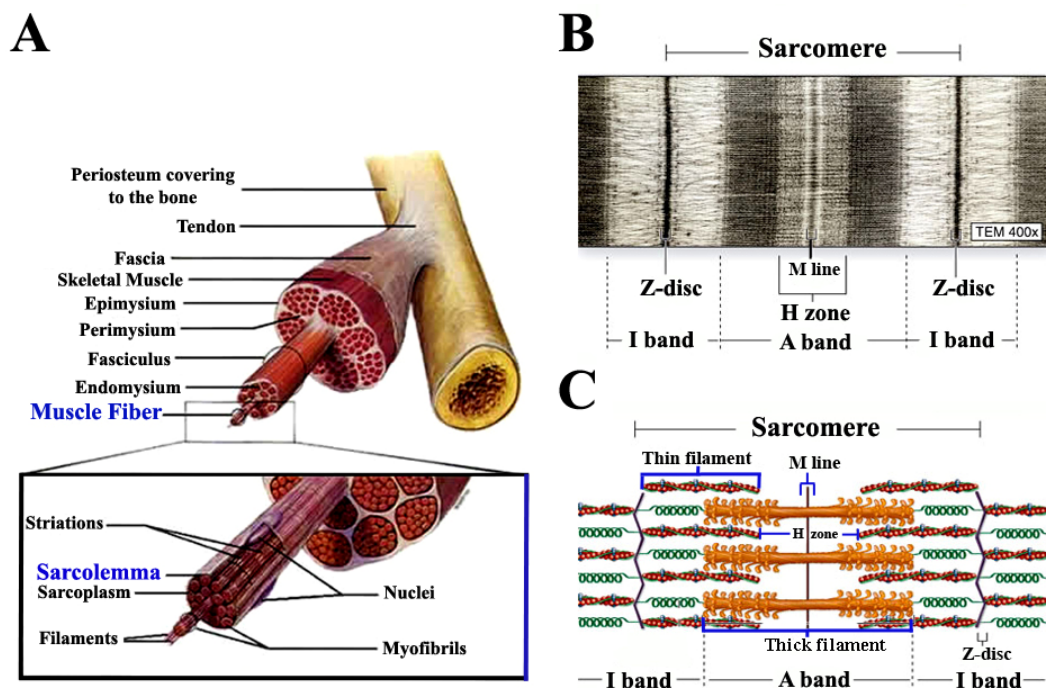 A
Periosteum covering
to the bone
Tendon
Fascia
Skeletal Muscle
Epimysium
Perimysium
Fasciculus
Endomysium
Muscle Fiber
Striations
Sarcolemma
Sarcoplasm
Nuclei
Filaments
Myofibrils
B
Sarcomere
TEM 400x
M line
Z-disc
Z-disc
H zone
I band
A band
I band
C
Sarcomere
Thin filament
M line
H zone
Thick filament
Z-disc
I band
A band
I band